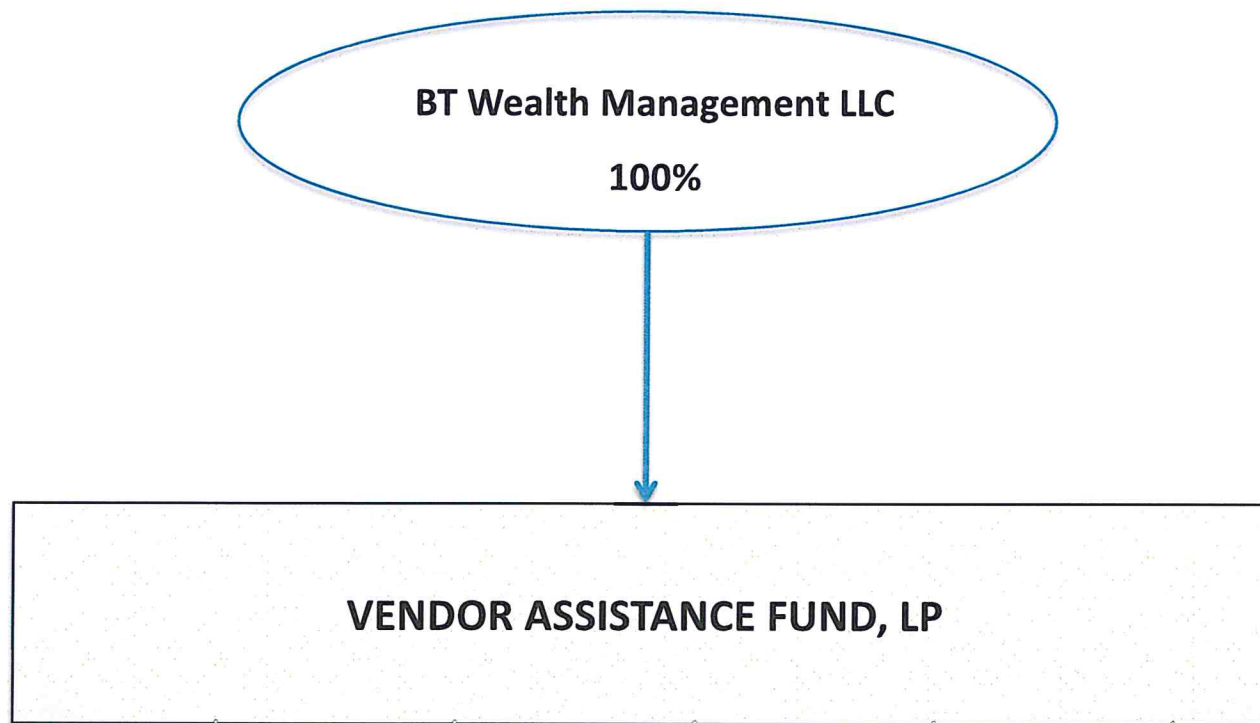 BT Wealth Management LLC
100%
VENDOR ASSISTANCE FUND, LP